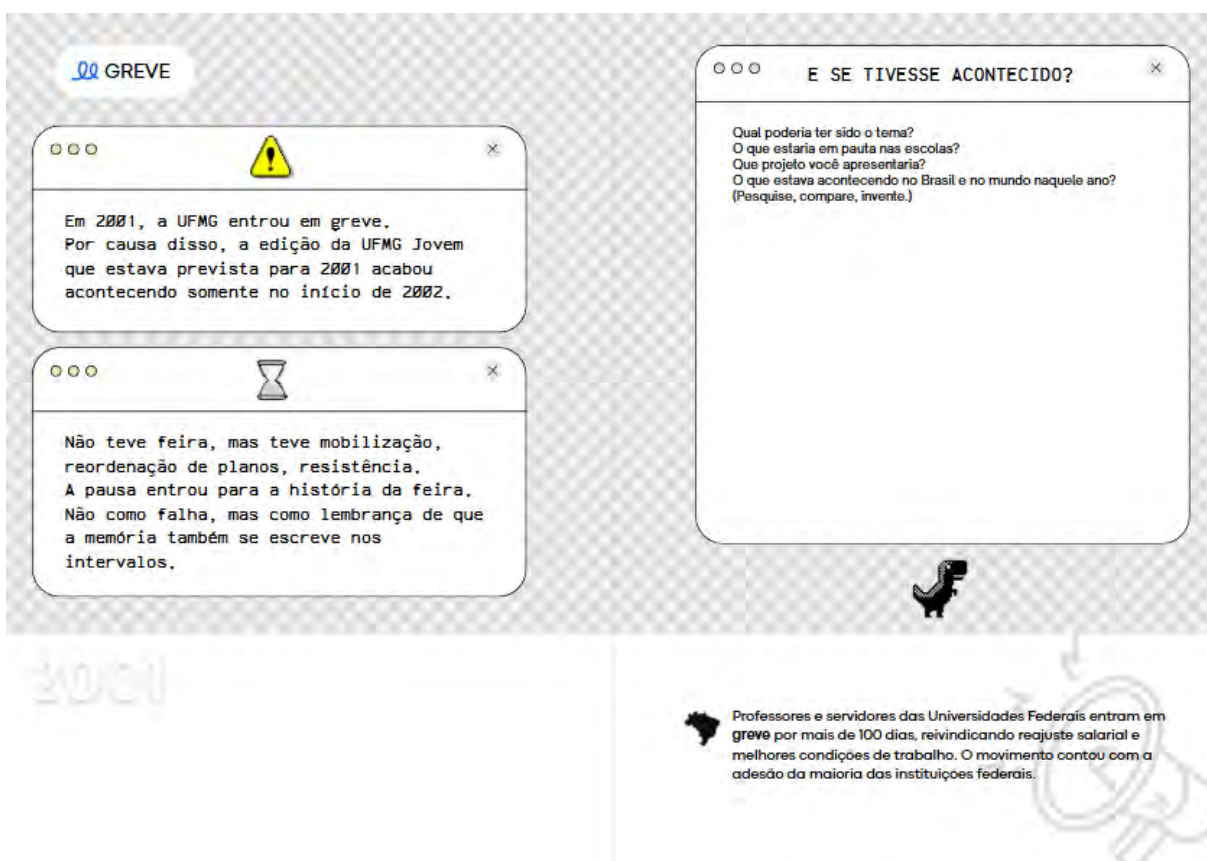 GREVE
Em 2001, a UFMG entrou em greve.
Por causa disso, a edição da UFMG Jovem
que estava prevista para 2001 acabou
acontecendo somente no início de 2002.
Não teve feira, mas teve mobilização,
reordenação de planos, resistência.
A pausa entrou para a história da feira.
Não como falha, mas como lembrança de que
a memória também se escreve nos
intervalos.
E SE TIVESSE ACONTECIDO?
Qual poderia ter sido o tema?
O que estaria em pauta nas escolas?
Que projeto você apresentaria?
O que estava acontecendo no Brasil e no mundo naquele ano?
(Pesquise, compare, invente.)
2001
Professores e servidores das Universidades Federais entram em
greve por mais de 100 dias, reivindicando reajuste salarial e
melhores condições de trabalho. O movimento contou com a
adesão da maioria das instituições federais.